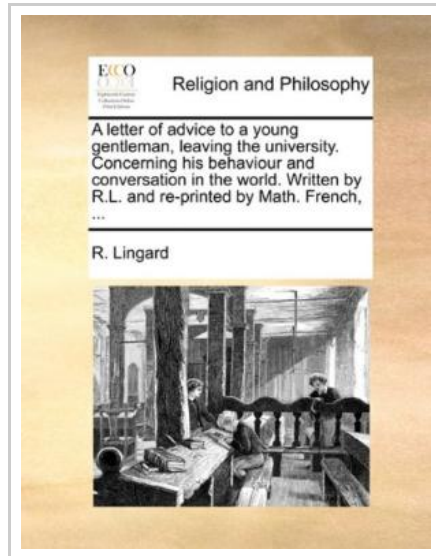 ECCO
Religion and Philosophy
A letter of advice to a young
gentleman, leaving the university.
Concerning his behaviour and
conversation in the world. Written by
R.L. and re-printed by Math. French,
...
R. Lingard